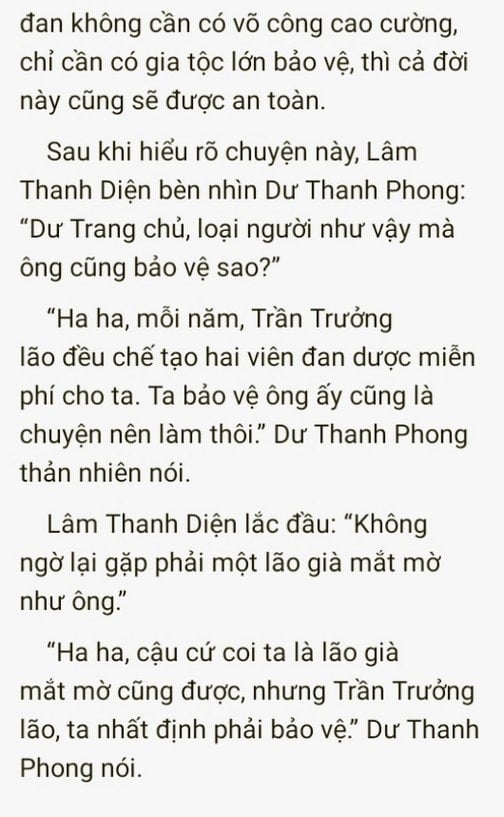 đan không cần có võ công cao cường,
chỉ cần có gia tộc lớn bảo vệ, thì cả đời
này cũng sẽ được an toàn.
Sau khi hiểu rõ chuyện này, Lâm
Thanh Diện bèn nhìn Dư Thanh Phong:
“Dư Trang chủ, loại người như vậy mà
ông cũng bảo vệ sao?”
“Ha ha, mỗi năm, Trần Trưởng
lão đều chế tạo hai viên đan dược miễn
phí cho ta. Ta bảo vệ ông ấy cũng là
chuyện nên làm thôi.” Dư Thanh Phong
thản nhiên nói.
Lâm Thanh Diện lắc đầu: “Không
ngờ lại gặp phải một lão già mắt mờ
như ông.”
“Ha ha, cậu cứ coi ta là lão già
mắt mờ cũng được, nhưng Trần Trưởng
lão, ta nhất định phải bảo vệ.” Dư Thanh
Phong nói.